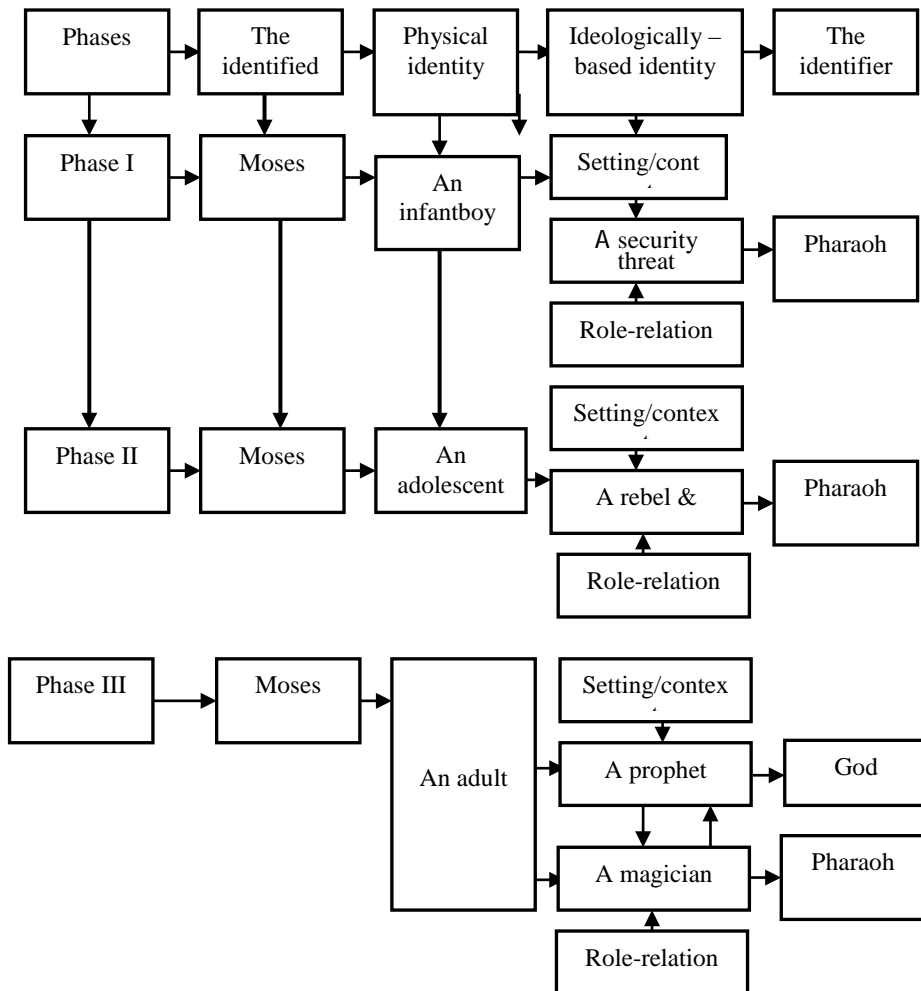 Phases
The
identified
Physical
identity
Ideologically –
based identity
The
identifier
Phase I
Moses
An
infantboy
Setting/cont
A security
threat
Pharaoh
Role-relation
Setting/contex
Phase II
Moses
An
adolescent
A rebel &
Pharaoh
Role-relation
Phase III
Moses
An adult
Setting/contex
A prophet
God
A magician
Pharaoh
Role-relation